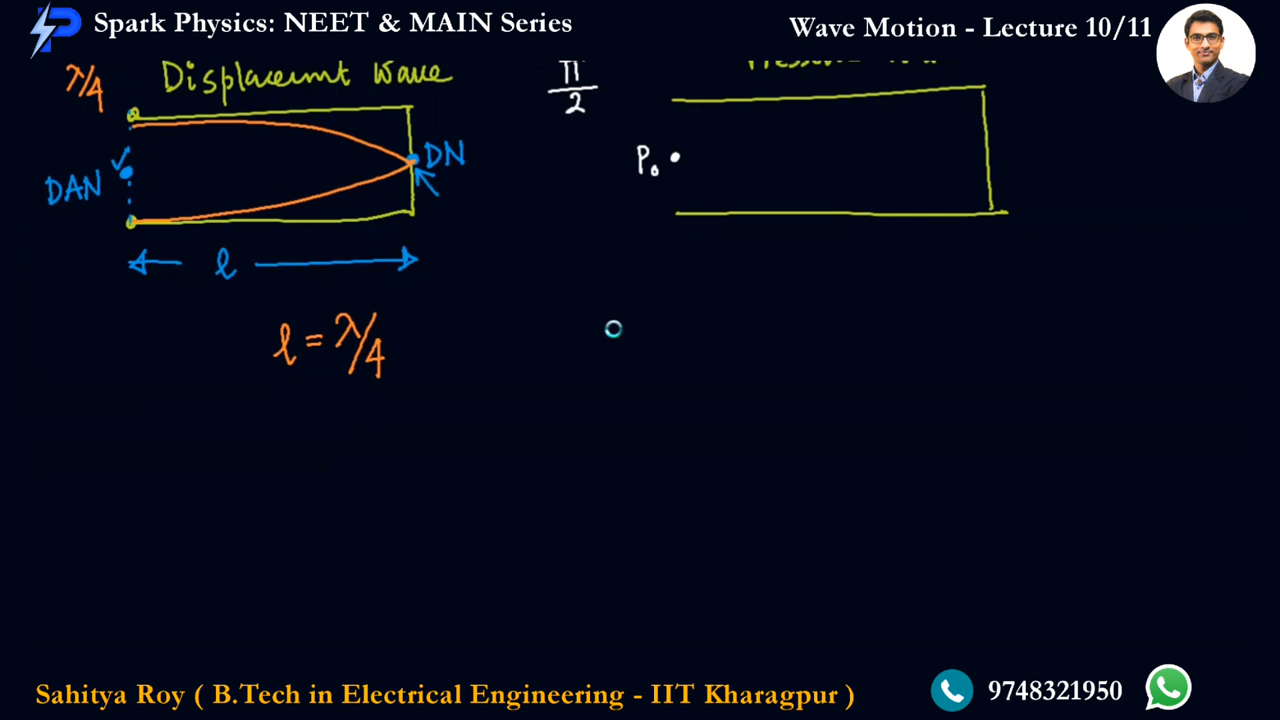 Spark Physics: NEET & MAIN Series
Wave Motion - Lecture 10/11
λ/4
Displacemnt Wave
π/2
DAN
DN
P₀
l
l = λ/4
Sahitya Roy ( B.Tech in Electrical Engineering - IIT Kharagpur )
9748321950